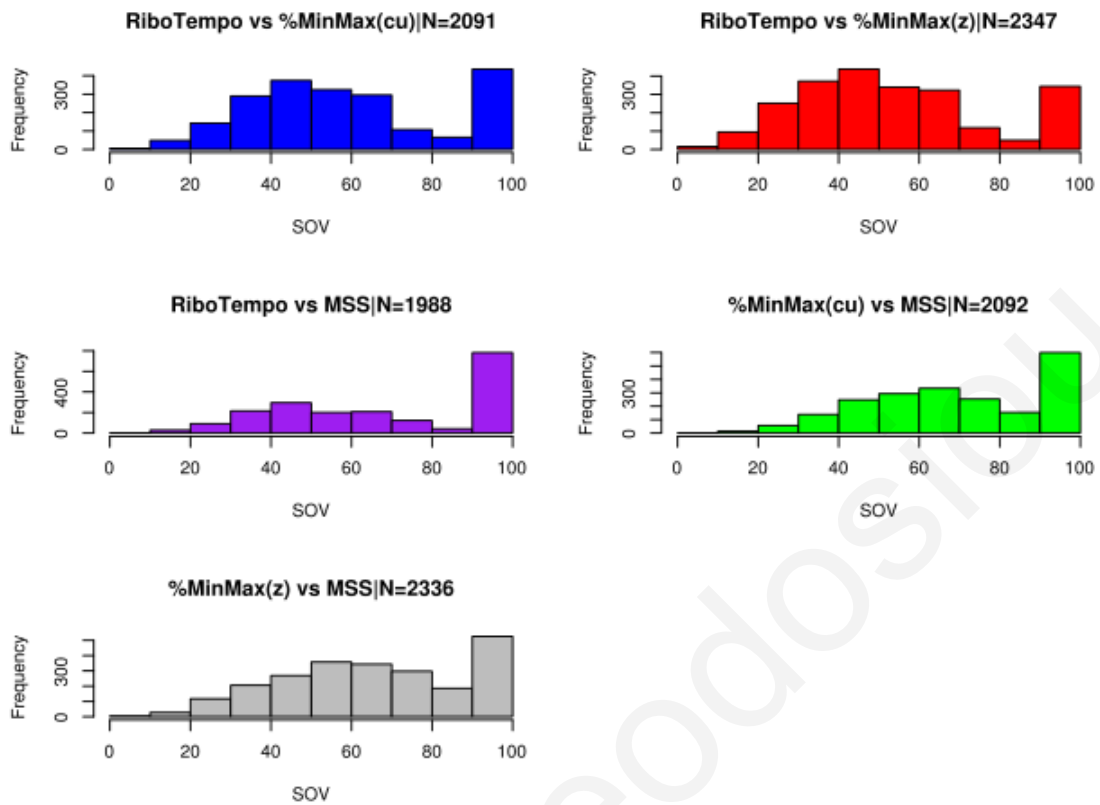 RiboTempo vs %MinMax(cu)|N=2091
Frequency
0 300
0 20 40 60 80 100
SOV
RiboTempo vs %MinMax(z)|N=2347
Frequency
0 300
0 20 40 60 80 100
SOV
RiboTempo vs MSS|N=1988
Frequency
0 400
0 20 40 60 80 100
SOV
%MinMax(cu) vs MSS|N=2092
Frequency
0 300
0 20 40 60 80 100
SOV
%MinMax(z) vs MSS|N=2336
Frequency
0 300
0 20 40 60 80 100
SOV
eodosiou